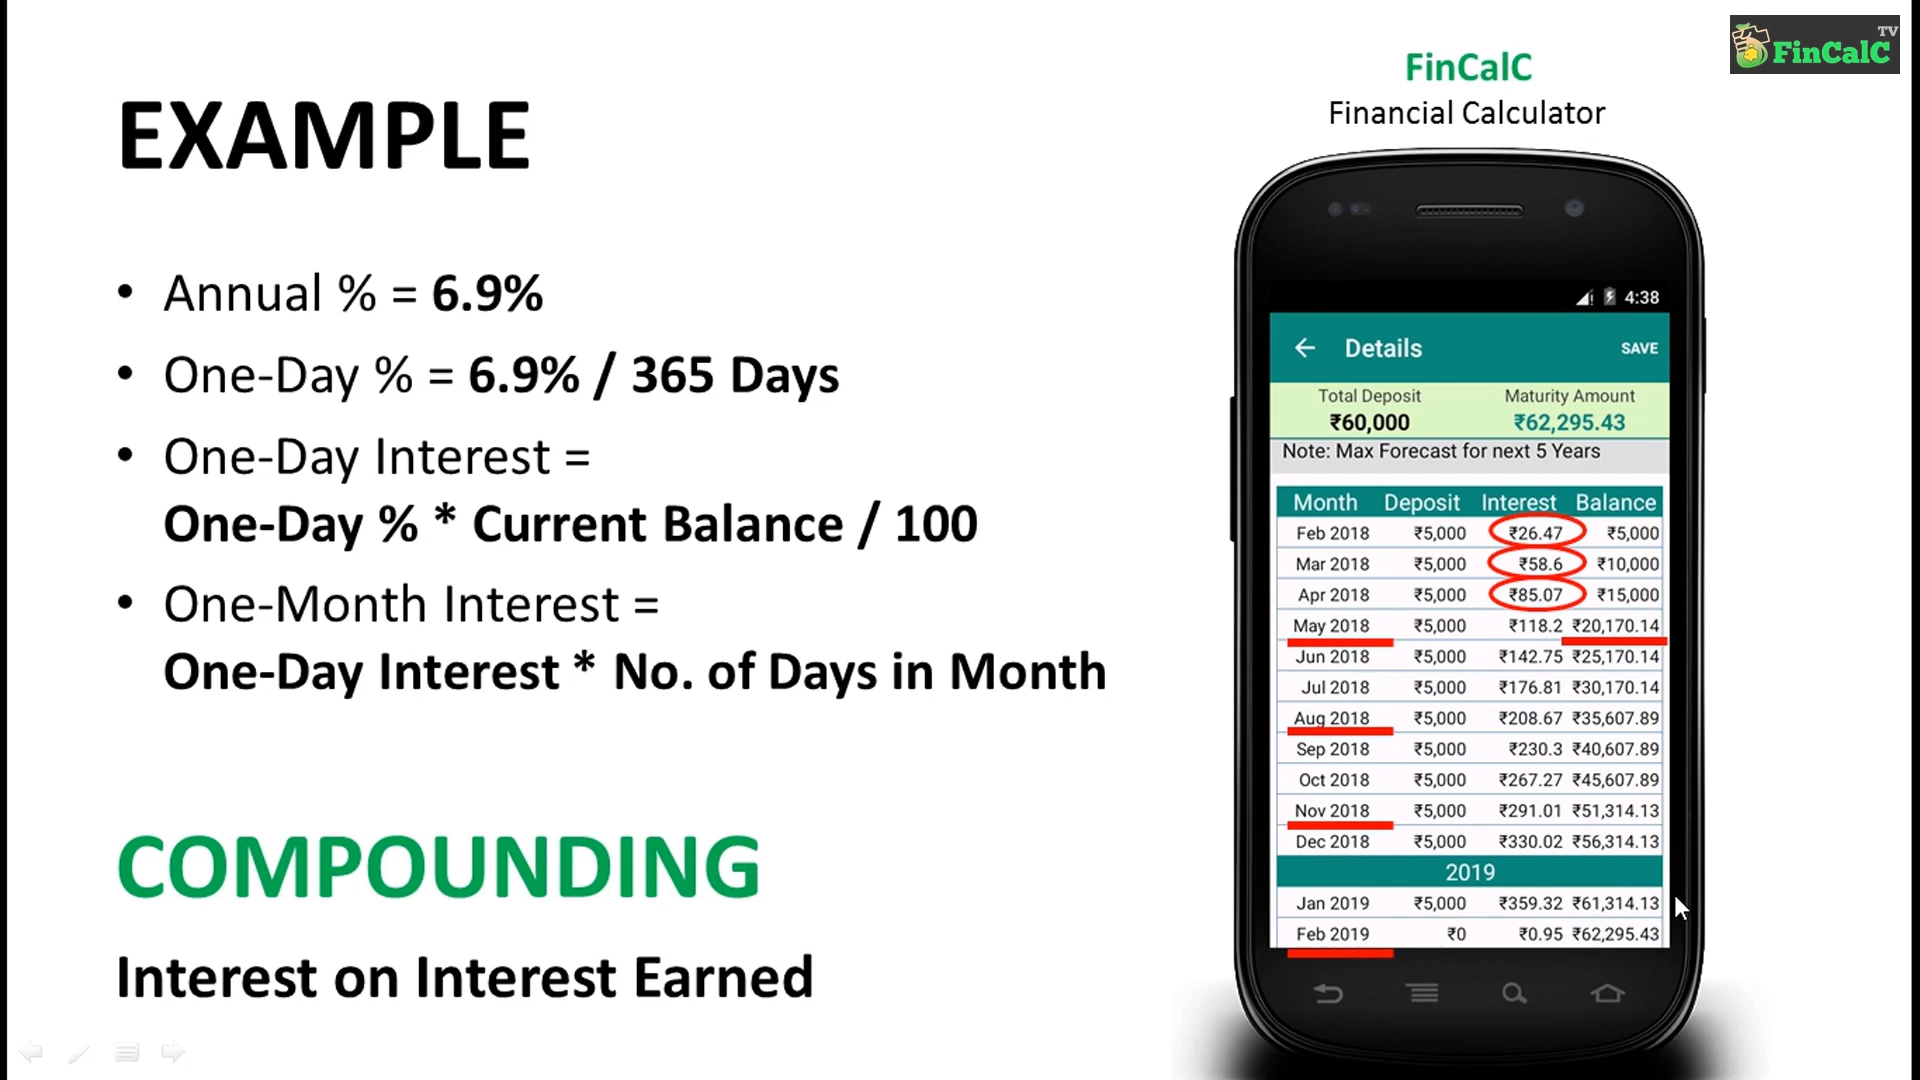 TV
FinCalC
EXAMPLE
• Annual % = 6.9%
• One-Day % = 6.9% / 365 Days
• One-Day Interest =
One-Day % * Current Balance / 100
• One-Month Interest =
One-Day Interest * No. of Days in Month
COMPOUNDING
Interest on Interest Earned
FinCalC
Financial Calculator
4:38
Details SAVE
Total Deposit Maturity Amount
₹60,000 ₹62,295.43
Note: Max Forecast for next 5 Years
Month Deposit Interest Balance
Feb 2018 ₹5,000 ₹26.47 ₹5,000
Mar 2018 ₹5,000 ₹58.6 ₹10,000
Apr 2018 ₹5,000 ₹85.07 ₹15,000
May 2018 ₹5,000 ₹118.2 ₹20,170.14
Jun 2018 ₹5,000 ₹142.75 ₹25,170.14
Jul 2018 ₹5,000 ₹176.81 ₹30,170.14
Aug 2018 ₹5,000 ₹208.67 ₹35,607.89
Sep 2018 ₹5,000 ₹230.3 ₹40,607.89
Oct 2018 ₹5,000 ₹267.27 ₹45,607.89
Nov 2018 ₹5,000 ₹291.01 ₹51,314.13
Dec 2018 ₹5,000 ₹330.02 ₹56,314.13
2019
Jan 2019 ₹5,000 ₹359.32 ₹61,314.13
Feb 2019 ₹0 ₹0.95 ₹62,295.43